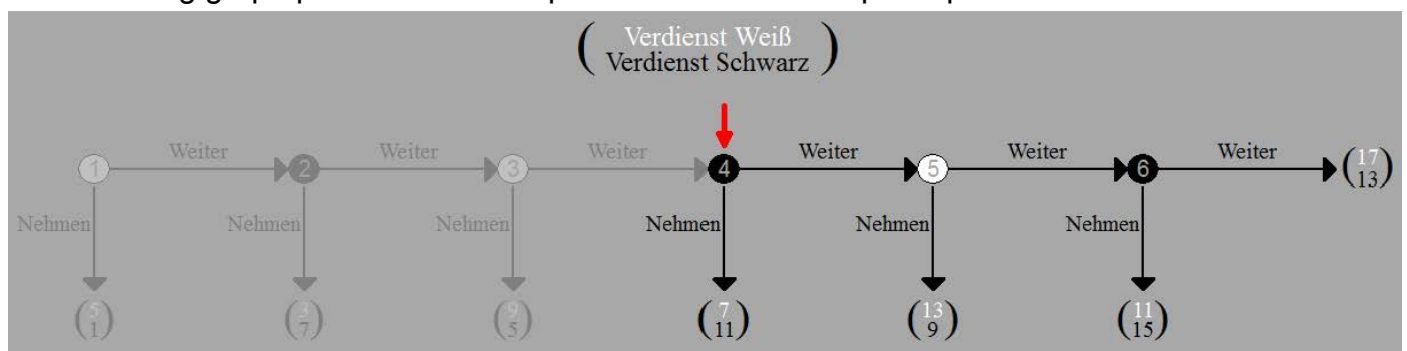 Verdienst Weiß
Verdienst Schwarz
Weiter Weiter Weiter Weiter Weiter Weiter
1 2 3 4 5 6 17
13
Nehmen Nehmen Nehmen Nehmen Nehmen Nehmen
5 3 9 7 13 11
1 7 5 11 9 15